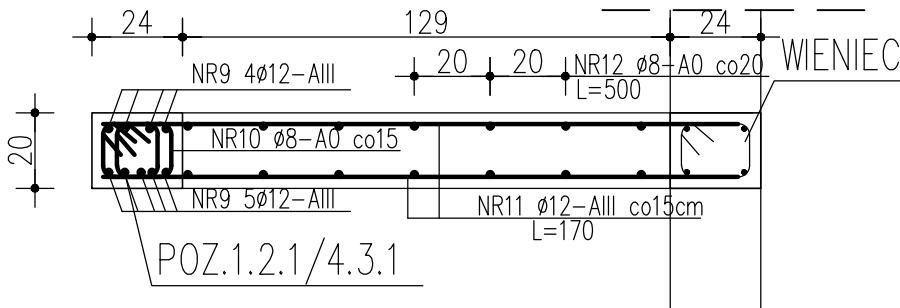 24 129 24
NR9 4ø12-AIII
20 20
NR12 ø8-A0 co20
L=500
WIENIEC
20
NR10 ø8-A0 co15
NR9 5ø12-AIII
NR11 ø12-AIII co15cm
L=170
POZ.1.2.1/4.3.1